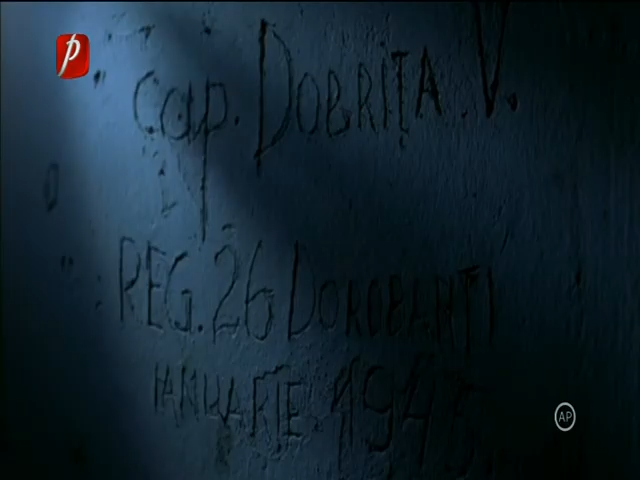 p
cap. DOBRIȚA .V.
REG. 26 DOROBANȚI
IANUARIE
AP